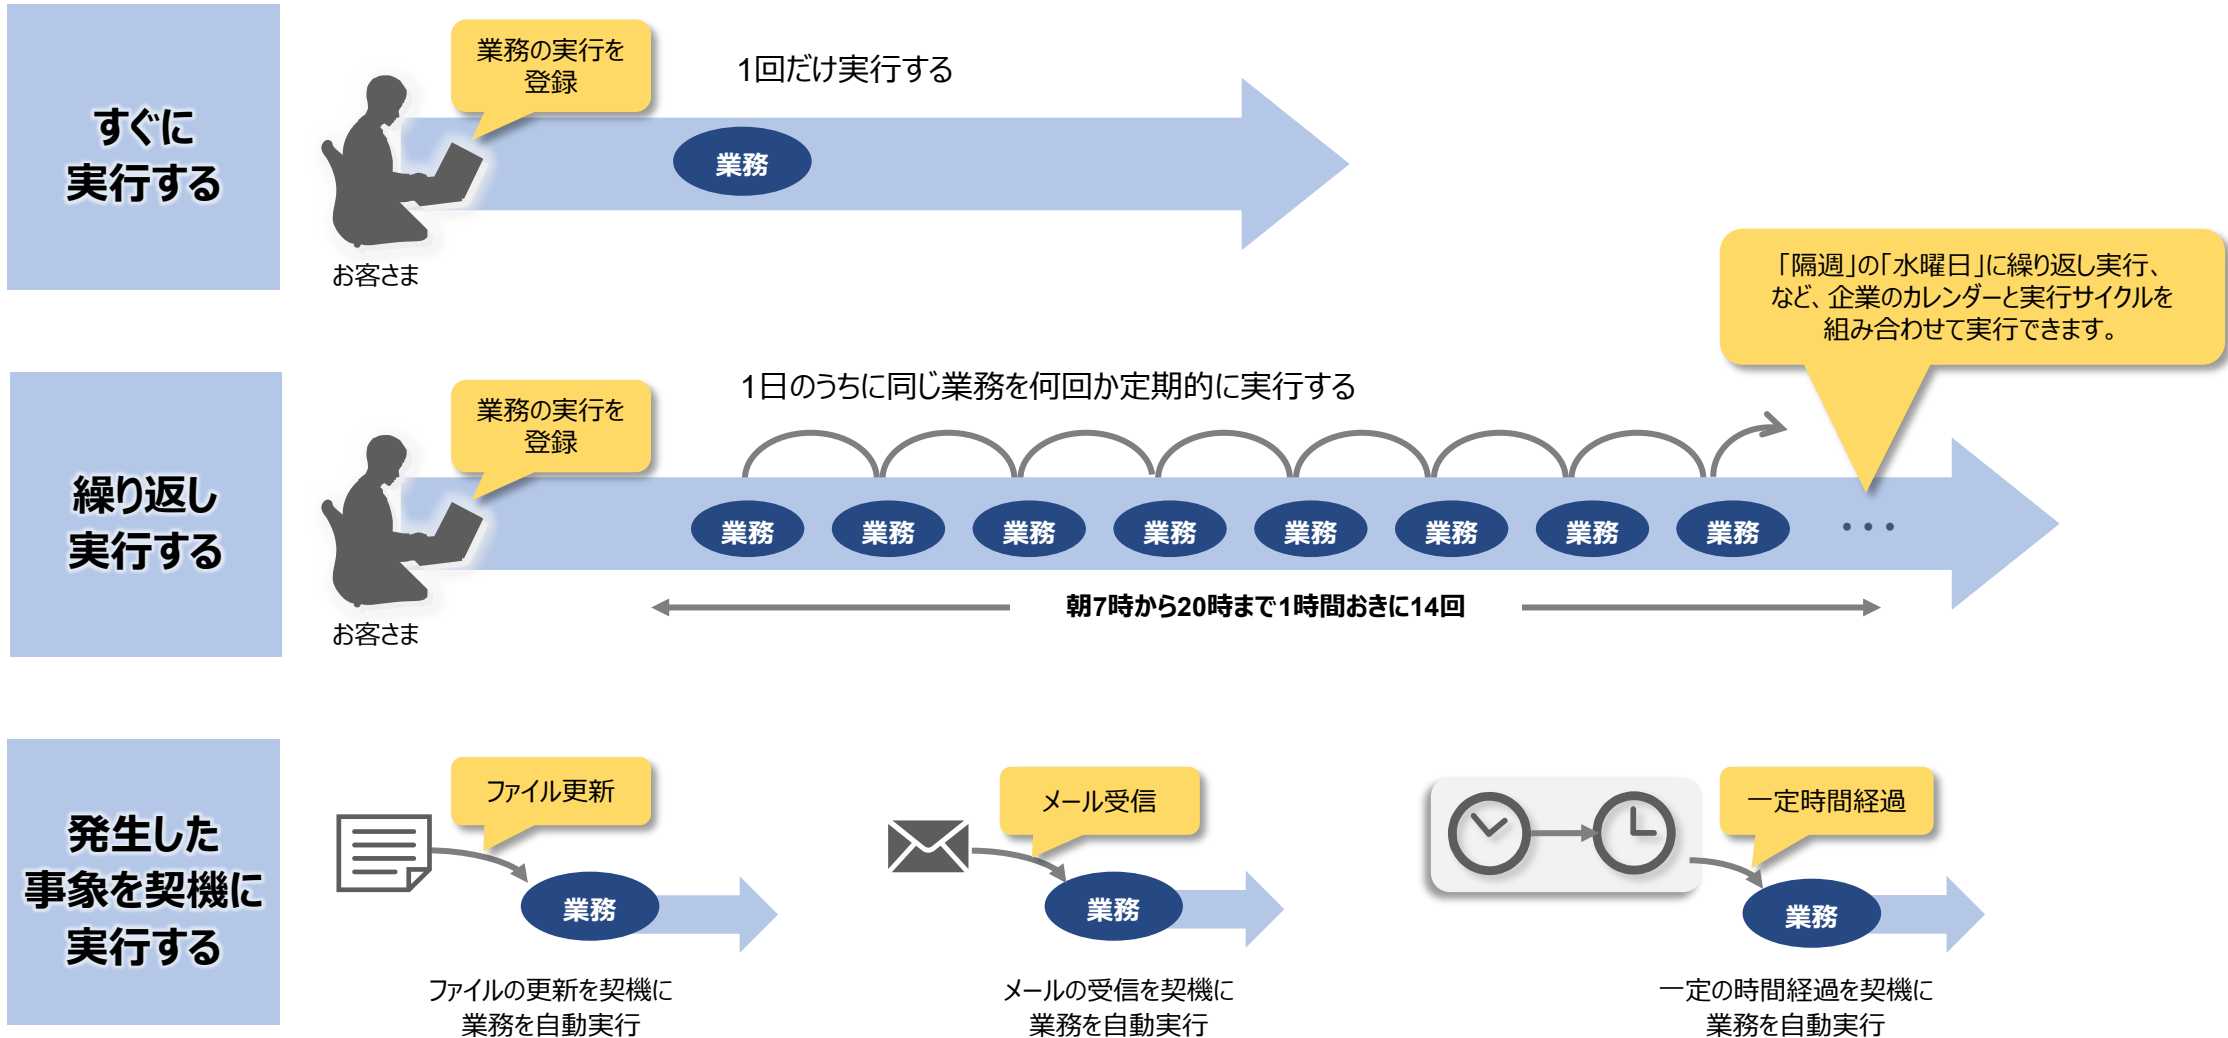 すぐに
実行する
業務の実行を
登録
1回だけ実行する
業務
お客さま
「隔週」の「水曜日」に繰り返し実行、
など、企業のカレンダーと実行サイクルを
組み合わせて実行できます。
繰り返し
実行する
業務の実行を
登録
1日のうちに同じ業務を何回か定期的に実行する
業務 業務 業務 業務 業務 業務 業務 業務 ・・・
朝7時から20時まで1時間おきに14回
お客さま
発生した
事象を契機に
実行する
ファイル更新
業務
ファイルの更新を契機に
業務を自動実行
メール受信
業務
メールの受信を契機に
業務を自動実行
一定時間経過
業務
一定の時間経過を契機に
業務を自動実行